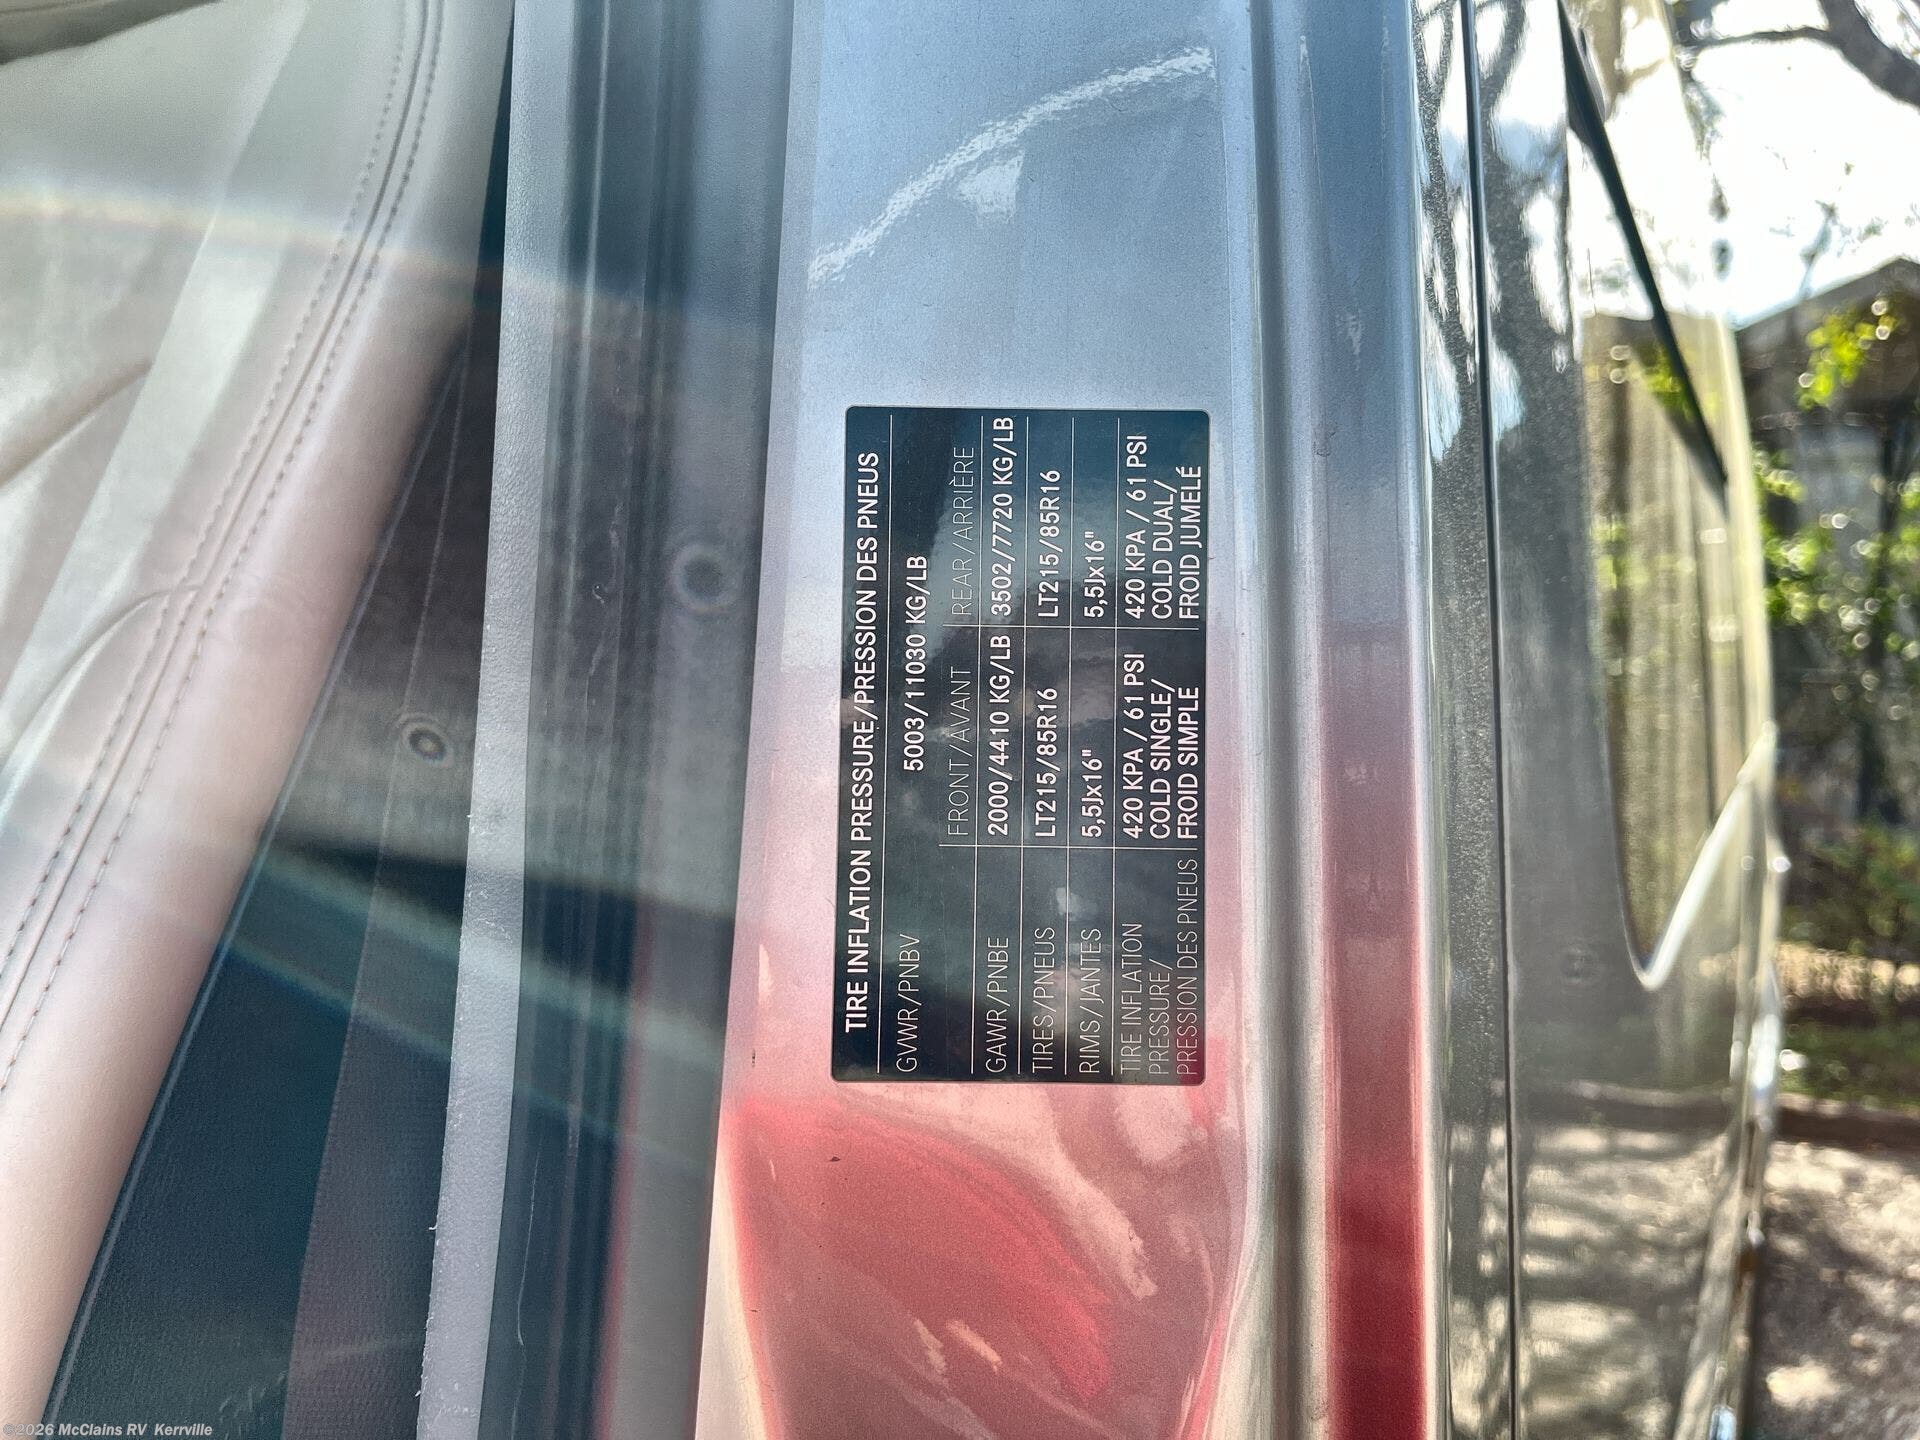 TIRE INFLATION PRESSURE/PRESSION DES PNEUS
GVWR/PNBV 5003/11030 KG/LB
FRONT/AVANT REAR/ARRIÈRE
GAWR/PNBE 2000/4410 KG/LB 3502/7720 KG/LB
TIRES/PNEUS LT215/85R16 LT215/85R16
RIMS/JANTES 5,5Jx16" 5,5Jx16"
TIRE INFLATION 420 KPA / 61 PSI 420 KPA / 61 PSI
PRESSURE/ COLD SINGLE/ COLD DUAL/
PRESSION DES PNEUS FROID SIMPLE FROID JUMELÉ
©2026 McClains RV Kerrville